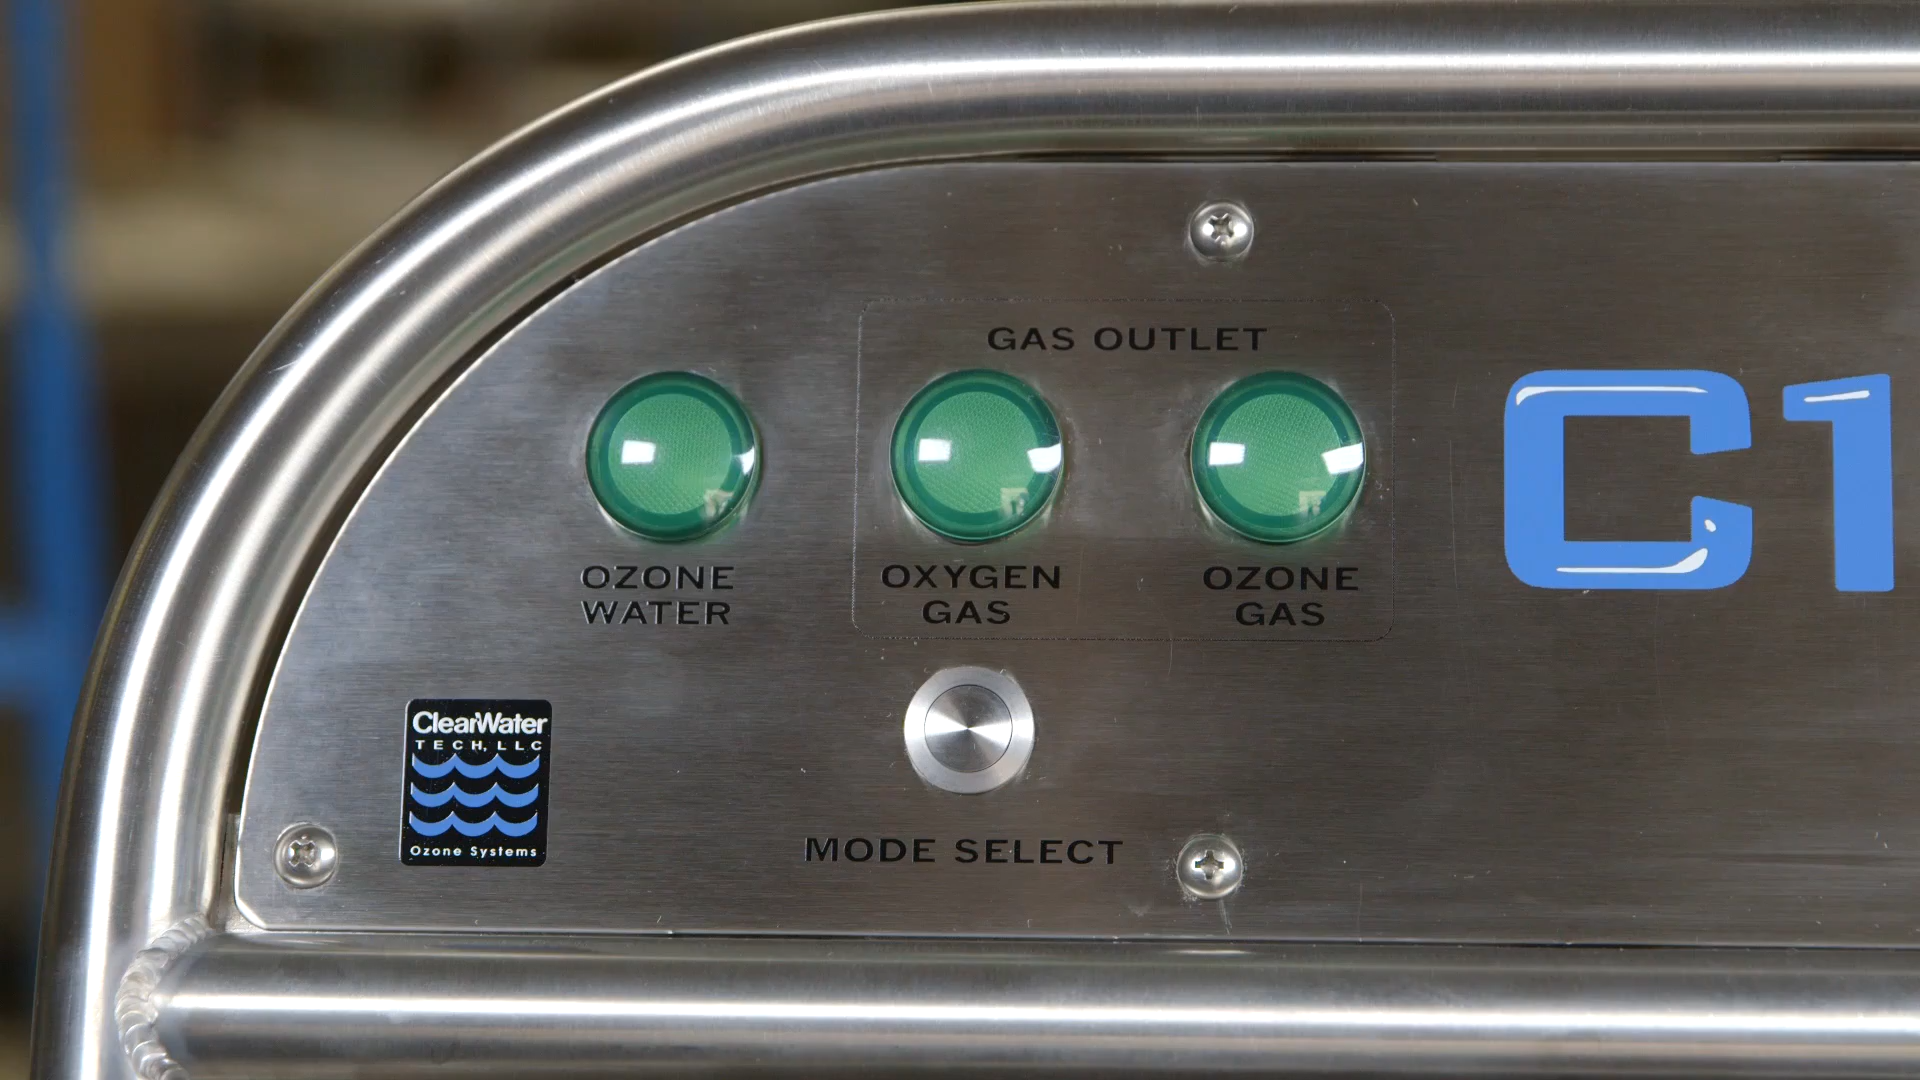 GAS OUTLET
OZONE
WATER
OXYGEN
GAS
OZONE
GAS
C1
MODE SELECT
ClearWater
TECH, LLC
Ozone Systems